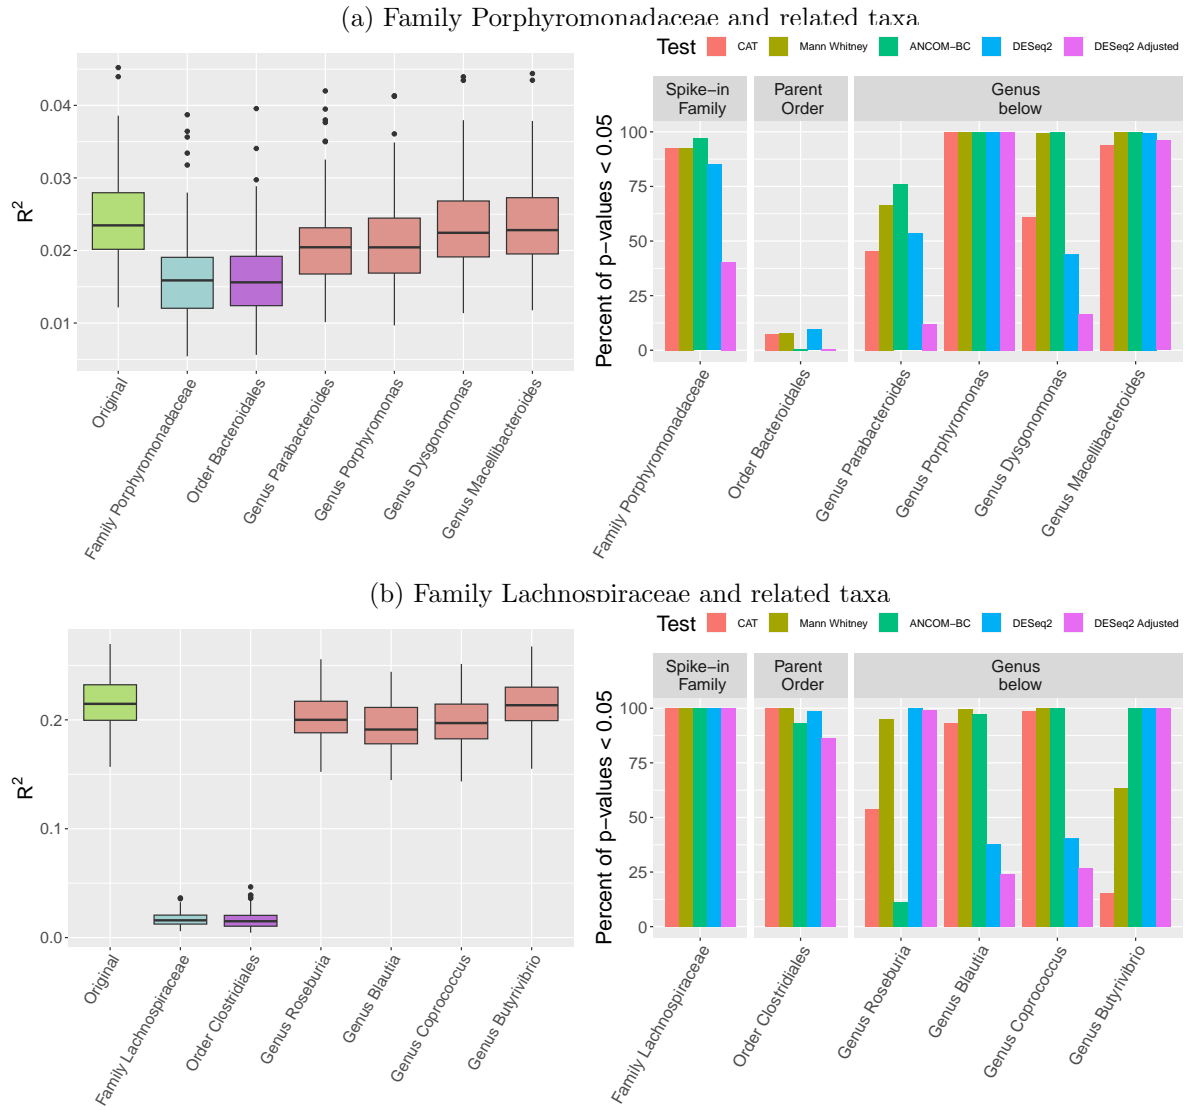 (a) Family Porphyromonadaceae and related taxa
R2
0.04
0.03
0.02
0.01
Original
Family Porphyromonadaceae
Order Bacteroidales
Genus Parabacteroides
Genus Porphyromonas
Genus Dysgonomonas
Genus Macellibacteroides
Test CAT Mann Whitney ANCOM−BC DESeq2 DESeq2 Adjusted
Spike−in
Family
Parent
Order
Genus
below
Percent of p−values < 0.05
100
75
50
25
0
Family Porphyromonadaceae
Order Bacteroidales
Genus Parabacteroides
Genus Porphyromonas
Genus Dysgonomonas
Genus Macellibacteroides
(b) Family Lachnospiraceae and related taxa
R2
0.2
0.1
0.0
Original
Family Lachnospiraceae
Order Clostridiales
Genus Roseburia
Genus Blautia
Genus Coprococcus
Genus Butyrivibrio
Test CAT Mann Whitney ANCOM−BC DESeq2 DESeq2 Adjusted
Spike−in
Family
Parent
Order
Genus
below
Percent of p−values < 0.05
100
75
50
25
0
Family Lachnospiraceae
Order Clostridiales
Genus Roseburia
Genus Blautia
Genus Coprococcus
Genus Butyrivibrio